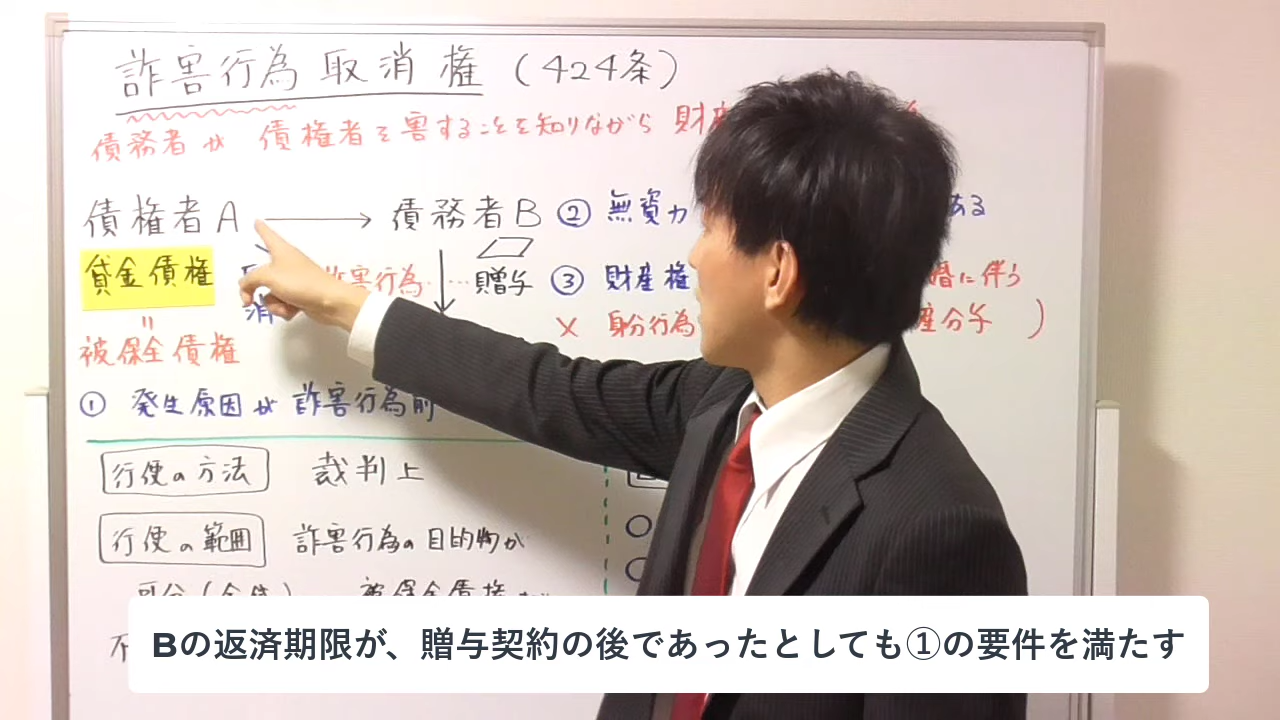 詐害行為取消権(424条)
債務者が 債権者を害することを知りながら 財産
債権者A → 債務者B ② 無資力 ある
貸金債権 取 詐害行為……贈与 ③ 財産権 婚に伴う
消 × 身分行為 産分与)
〃
被保全債権
① 発生原因が 詐害行為前
行使の方法 裁判上
行使の範囲 詐害行為の目的物が
可分(金銭) 被保全債権
不
Bの返済期限が、贈与契約の後であったとしても①の要件を満たす